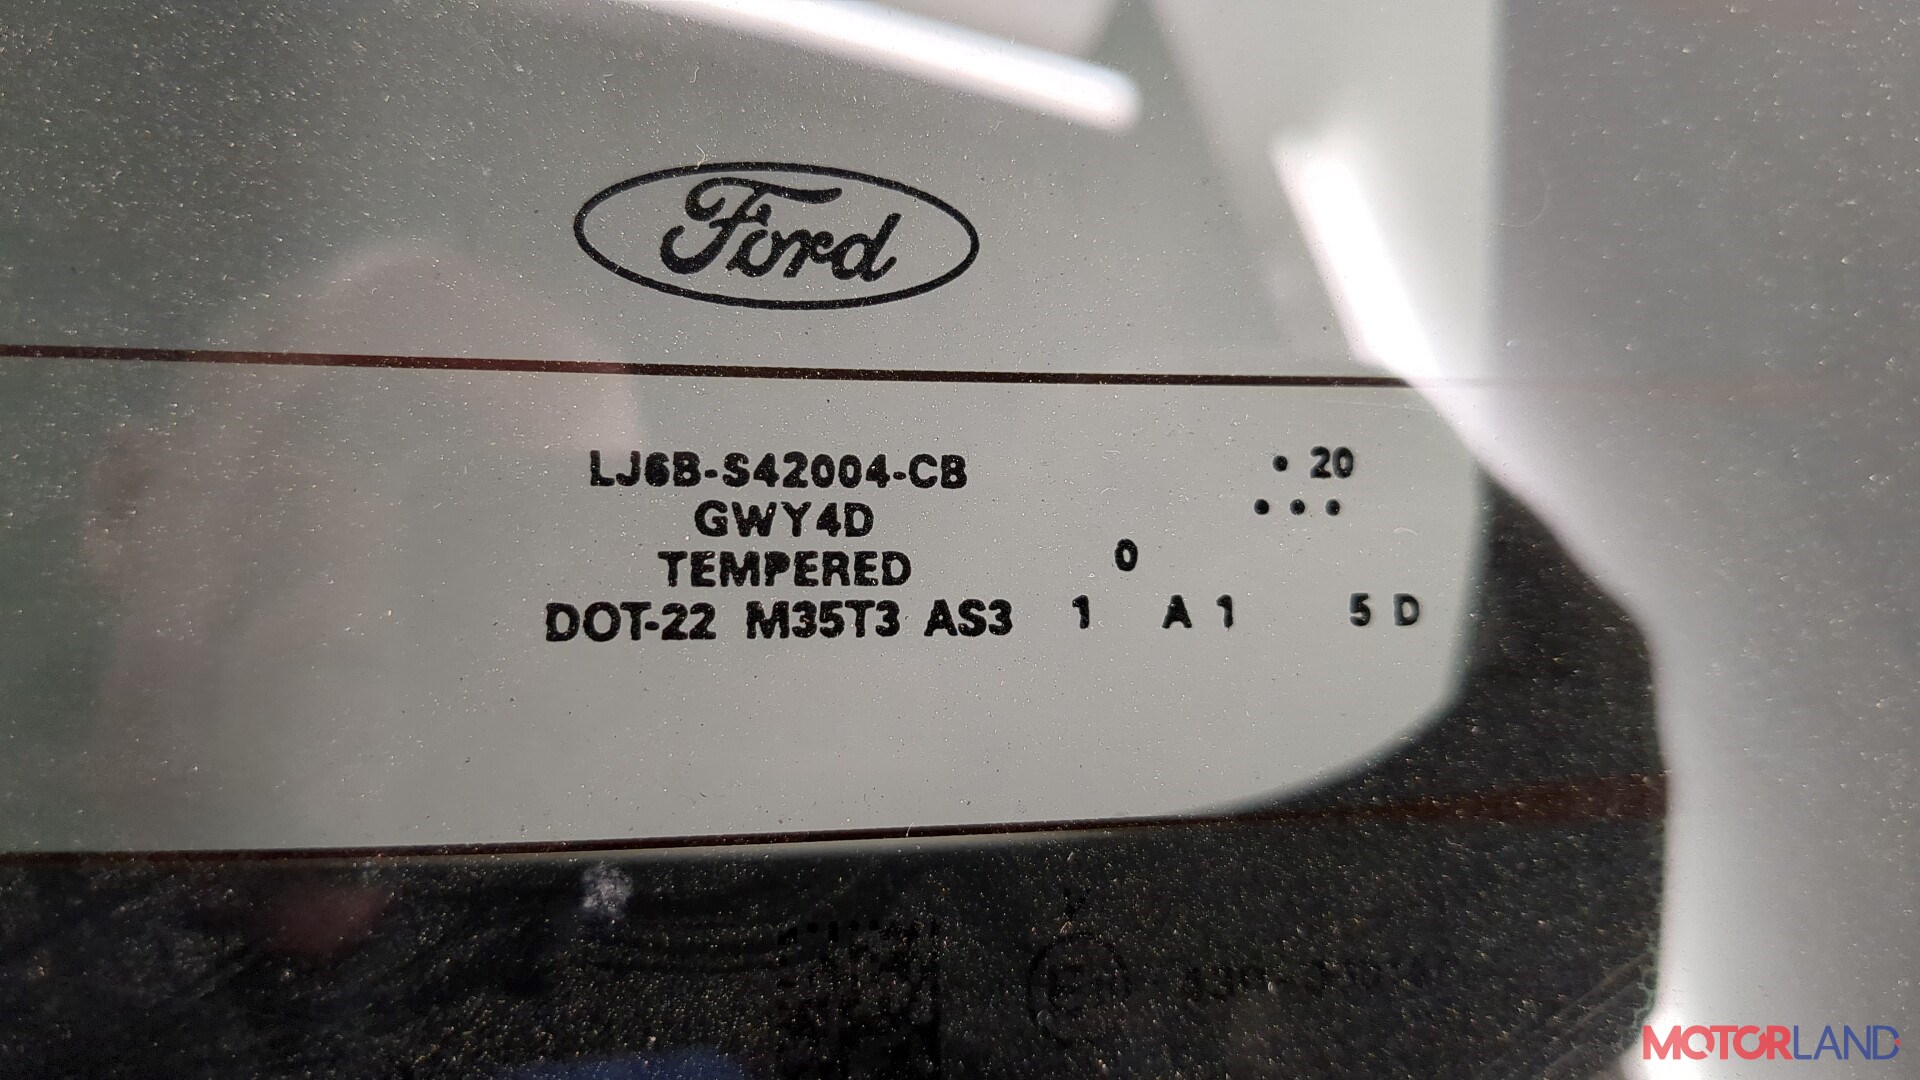 Ford
LJ6B-S42004-CB
• 20
GWY4D
• • •
TEMPERED
0
DOT-22 M35T3 AS3 1 A 1 5 D
MOTORLAND